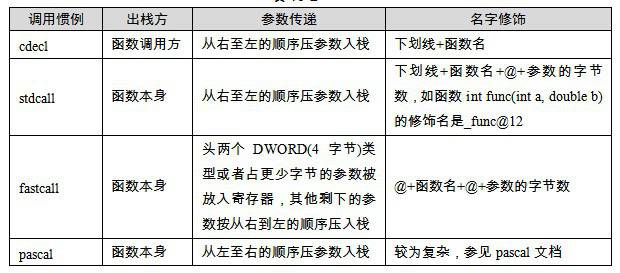 调用惯例 出栈方 参数传递 名字修饰
cdecl 函数调用方 从右至左的顺序压参数入栈 下划线+函数名
stdcall 函数本身 从右至左的顺序压参数入栈 下划线+函数名+@+参数的字节
数，如函数 int func(int a, double b)
的修饰名是_func@12
fastcall 函数本身 头两个 DWORD(4 字节)类
型或者占更少字节的参数被
放入寄存器，其他剩下的参
数按从右到左的顺序压入栈
@+函数名+@+参数的字节数
pascal 函数本身 从左至右的顺序压参数入栈 较为复杂，参见 pascal 文档